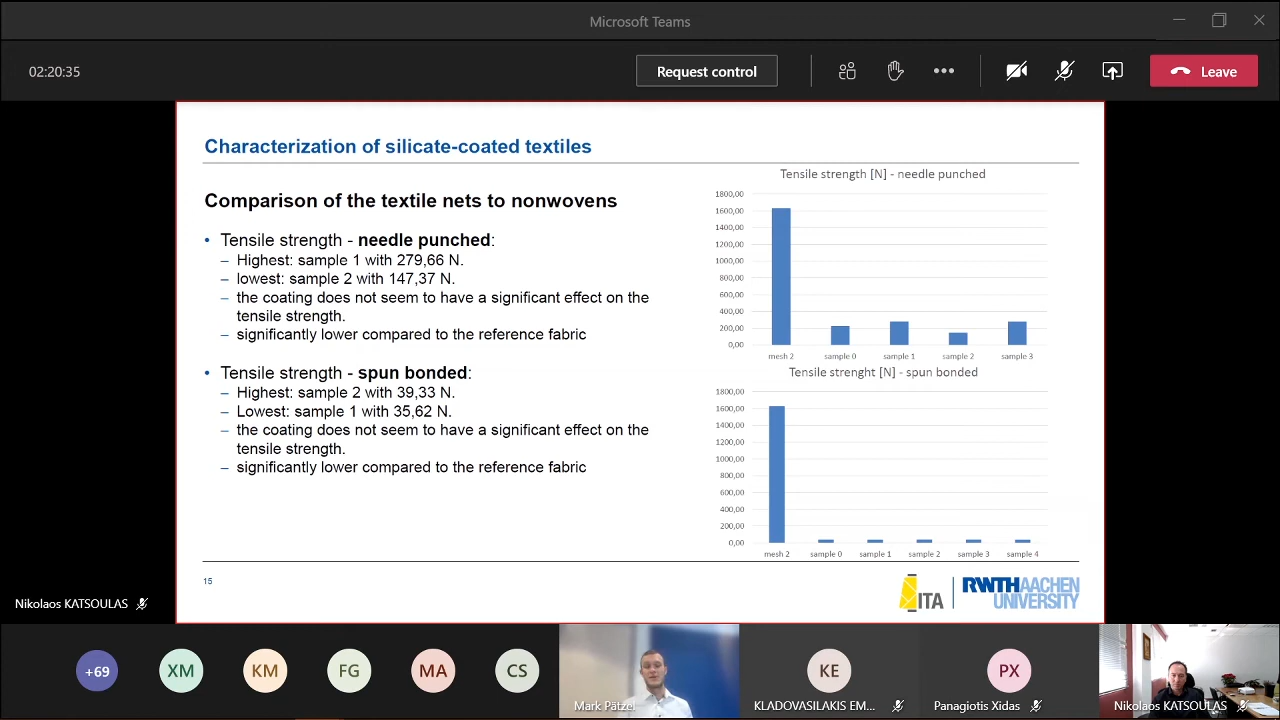 Microsoft Teams
02:20:35
Request control
Leave
Characterization of silicate-coated textiles
Comparison of the textile nets to nonwovens
• Tensile strength - needle punched:
– Highest: sample 1 with 279,66 N.
– lowest: sample 2 with 147,37 N.
– the coating does not seem to have a significant effect on the
tensile strength.
– significantly lower compared to the reference fabric
• Tensile strength - spun bonded:
– Highest: sample 2 with 39,33 N.
– Lowest: sample 1 with 35,62 N.
– the coating does not seem to have a significant effect on the
tensile strength.
– significantly lower compared to the reference fabric
Tensile strength [N] - needle punched
1800,00
1600,00
1400,00
1200,00
1000,00
800,00
600,00
400,00
200,00
0,00
mesh 2 sample 0 sample 1 sample 2 sample 3
Tensile strenght [N] - spun bonded
1800,00
1600,00
1400,00
1200,00
1000,00
800,00
600,00
400,00
200,00
0,00
mesh 2 sample 0 sample 1 sample 2 sample 3 sample 4
15
ITA
RWTHAACHEN
UNIVERSITY
Nikolaos KATSOULAS
+69
XM
KM
FG
MA
CS
Mark Pätzel
KE
KLADOVASILAKIS EM...
PX
Panagiotis Xidas
Nikolaos KATSOULAS